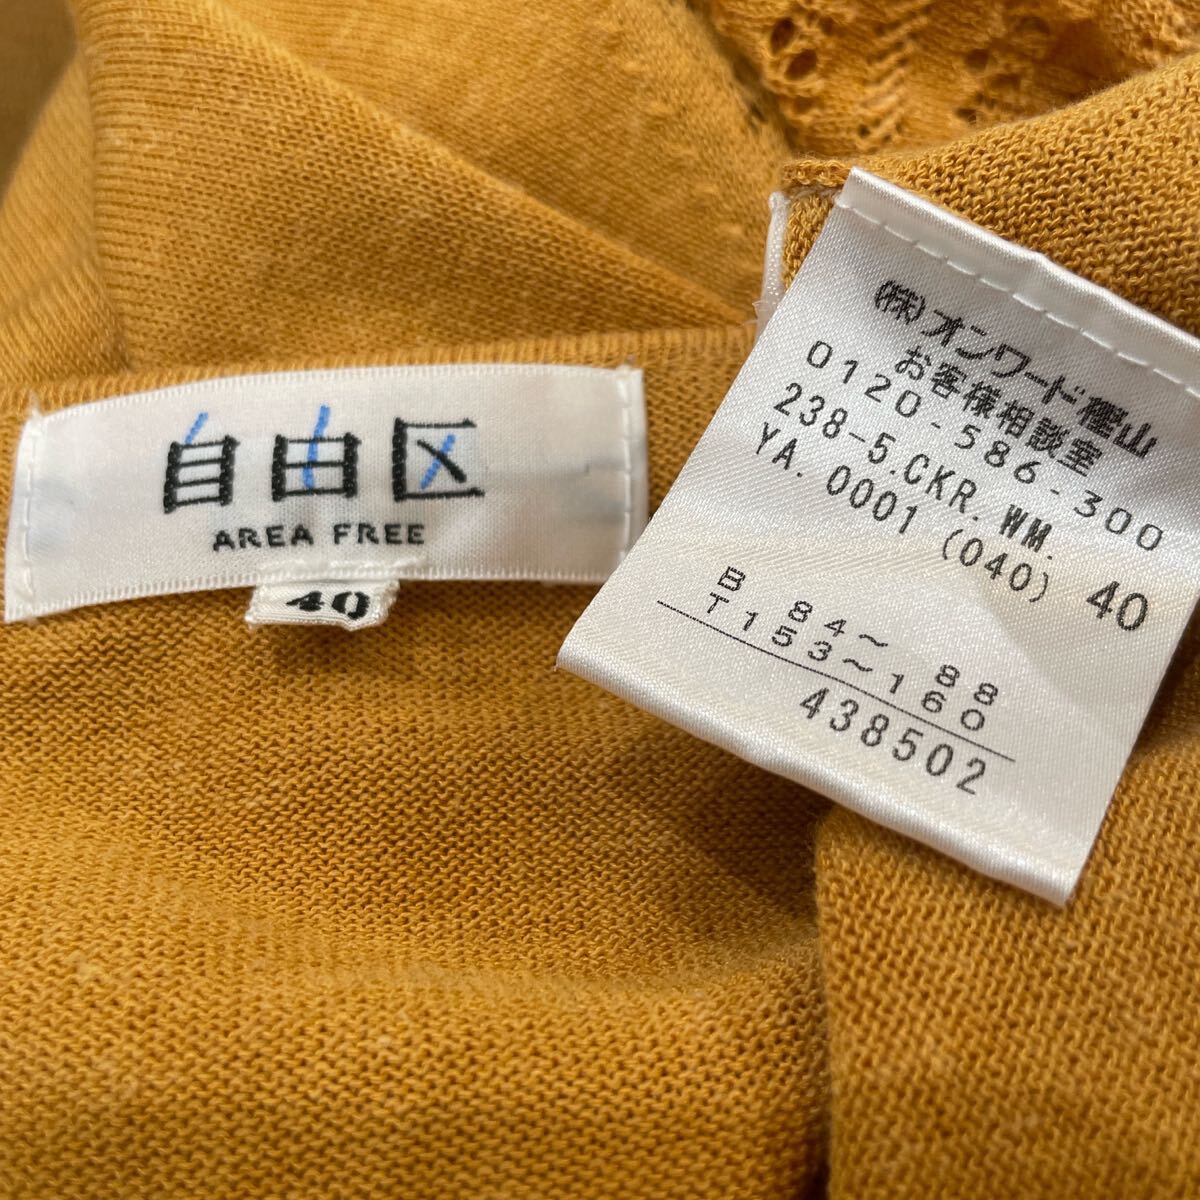 自由区
AREA FREE
40
(株)オンワード樫山
お客様相談室
0120-586-300
238-5.CKR.WM.
YA.0001 (040) 40
B 84～ 88
T153～160
438502